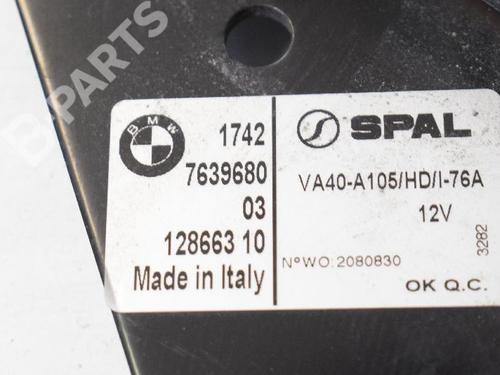 B-PARTS
BMW
1742
7639680
03
128663 10
Made in Italy
SPAL
VA40-A105/HD/I-76A
12V
3282
N°WO:2080830
OK Q.C.